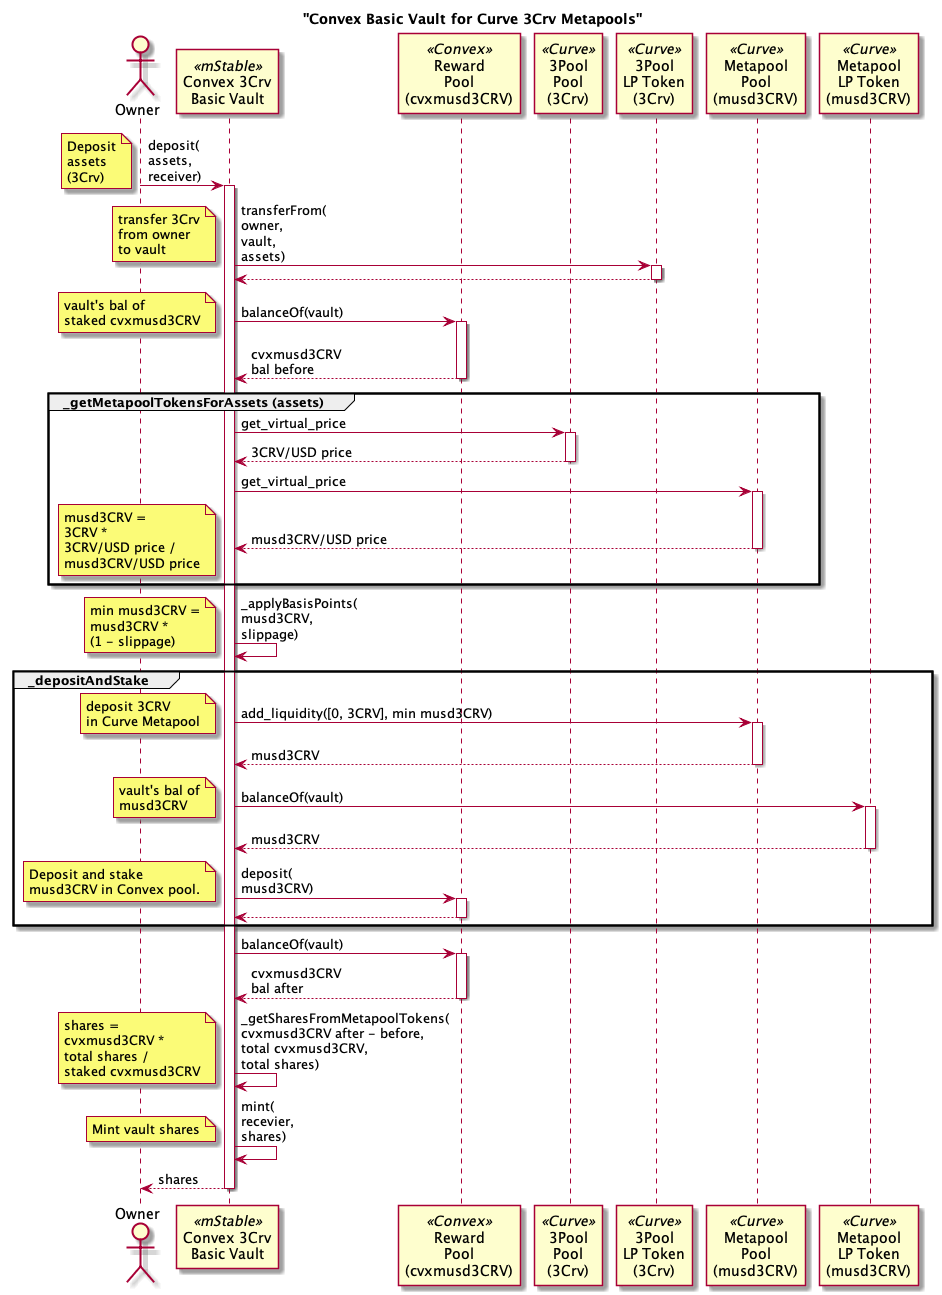 "Convex Basic Vault for Curve 3Crv Metapools"
Owner
«mStable»
Convex 3Crv
Basic Vault
«Convex»
Reward
Pool
(cvxmusd3CRV)
«Curve»
3Pool
Pool
(3Crv)
«Curve»
3Pool
LP Token
(3Crv)
«Curve»
Metapool
Pool
(musd3CRV)
«Curve»
Metapool
LP Token
(musd3CRV)
Deposit
assets
(3Crv)
deposit(
assets,
receiver)
transfer 3Crv
from owner
to vault
transferFrom(
owner,
vault,
assets)
vault's bal of
staked cvxmusd3CRV
balanceOf(vault)
cvxmusd3CRV
bal before
_getMetapoolTokensForAssets (assets)
get_virtual_price
3CRV/USD price
get_virtual_price
musd3CRV =
3CRV *
3CRV/USD price /
musd3CRV/USD price
musd3CRV/USD price
min musd3CRV =
musd3CRV *
(1 - slippage)
_applyBasisPoints(
musd3CRV,
slippage)
_depositAndStake
deposit 3CRV
in Curve Metapool
add_liquidity([0, 3CRV], min musd3CRV)
musd3CRV
vault's bal of
musd3CRV
balanceOf(vault)
musd3CRV
Deposit and stake
musd3CRV in Convex pool.
deposit(
musd3CRV)
balanceOf(vault)
cvxmusd3CRV
bal after
shares =
cvxmusd3CRV *
total shares /
staked cvxmusd3CRV
_getSharesFromMetapoolTokens(
cvxmusd3CRV after - before,
total cvxmusd3CRV,
total shares)
Mint vault shares
mint(
recevier,
shares)
shares
Owner
«mStable»
Convex 3Crv
Basic Vault
«Convex»
Reward
Pool
(cvxmusd3CRV)
«Curve»
3Pool
Pool
(3Crv)
«Curve»
3Pool
LP Token
(3Crv)
«Curve»
Metapool
Pool
(musd3CRV)
«Curve»
Metapool
LP Token
(musd3CRV)